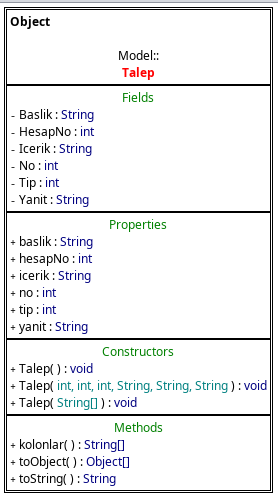 Object
Model::
Talep
Fields
- Baslik : String
- HesapNo : int
- Icerik : String
- No : int
- Tip : int
- Yanit : String
Properties
+ baslik : String
+ hesapNo : int
+ icerik : String
+ no : int
+ tip : int
+ yanit : String
Constructors
+ Talep( ) : void
+ Talep( int, int, int, String, String, String ) : void
+ Talep( String[] ) : void
Methods
+ kolonlar( ) : String[]
+ toObject( ) : Object[]
+ toString( ) : String